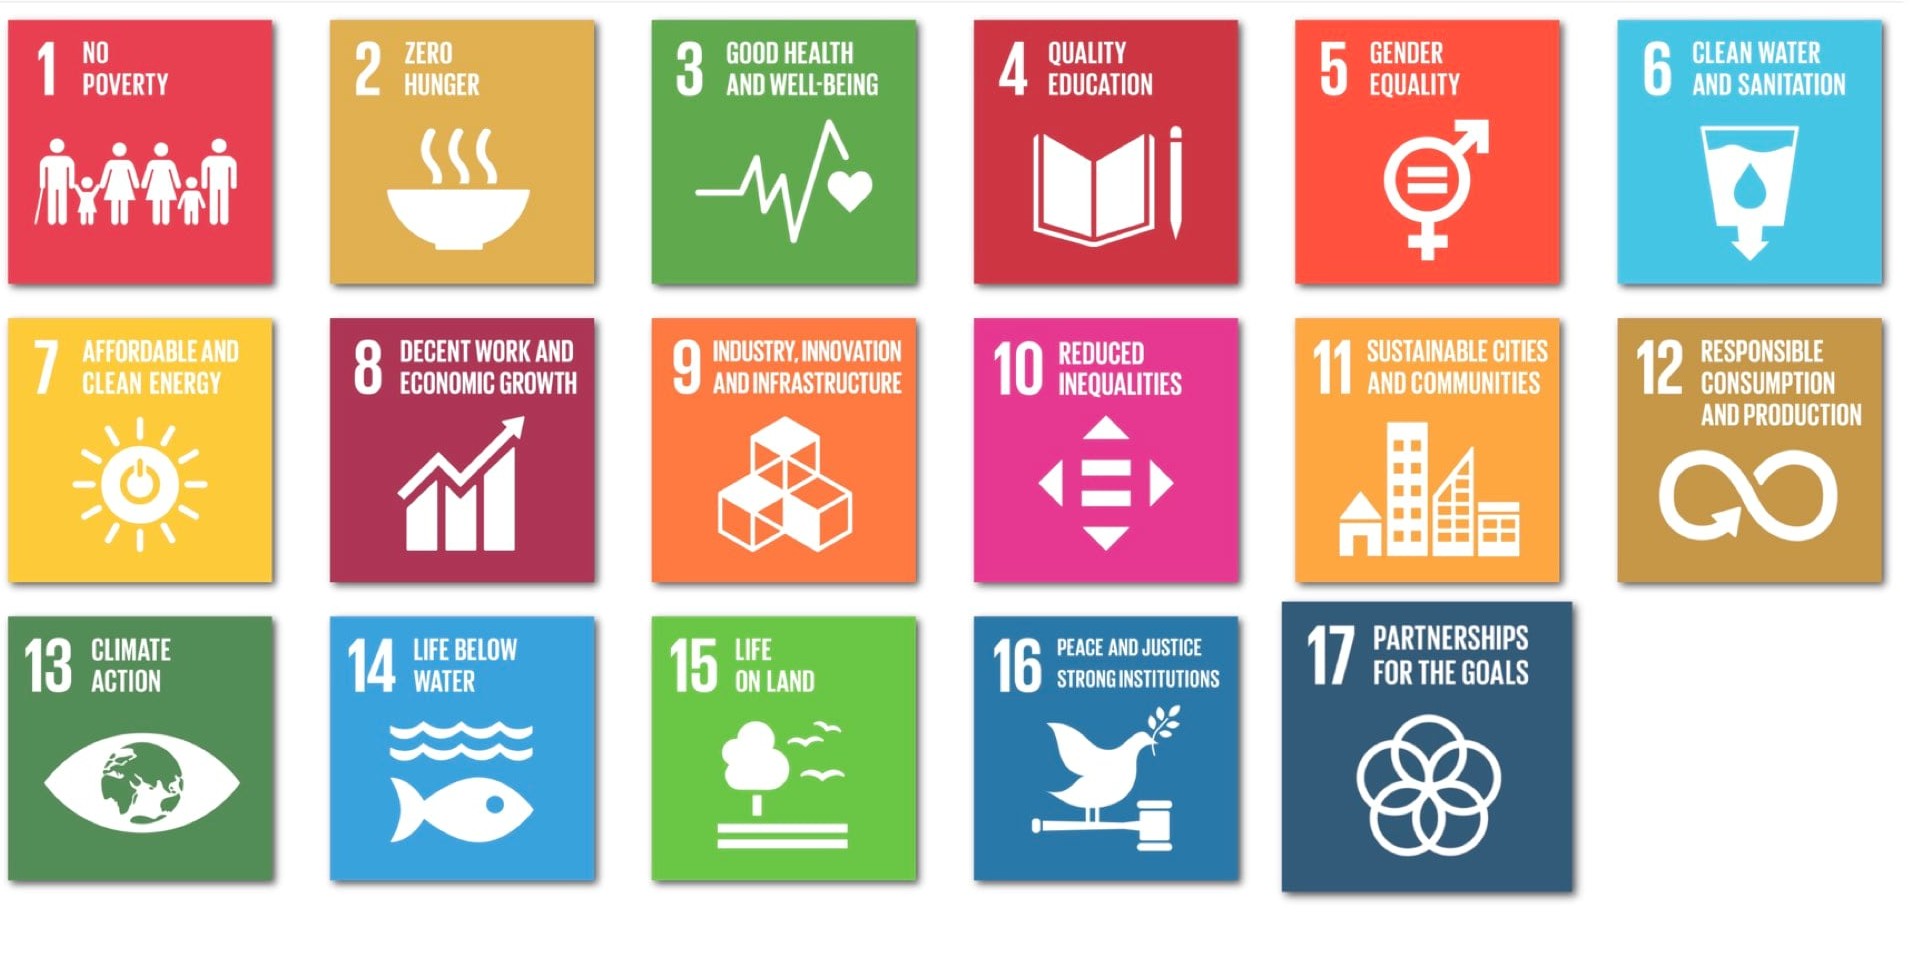 1 NO
POVERTY
2 ZERO
HUNGER
3 GOOD HEALTH
AND WELL-BEING
4 QUALITY
EDUCATION
5 GENDER
EQUALITY
6 CLEAN WATER
AND SANITATION
7 AFFORDABLE AND
CLEAN ENERGY
8 DECENT WORK AND
ECONOMIC GROWTH
9 INDUSTRY, INNOVATION
AND INFRASTRUCTURE
10 REDUCED
INEQUALITIES
11 SUSTAINABLE CITIES
AND COMMUNITIES
12 RESPONSIBLE
CONSUMPTION
AND PRODUCTION
13 CLIMATE
ACTION
14 LIFE BELOW
WATER
15 LIFE
ON LAND
16 PEACE AND JUSTICE
STRONG INSTITUTIONS
17 PARTNERSHIPS
FOR THE GOALS